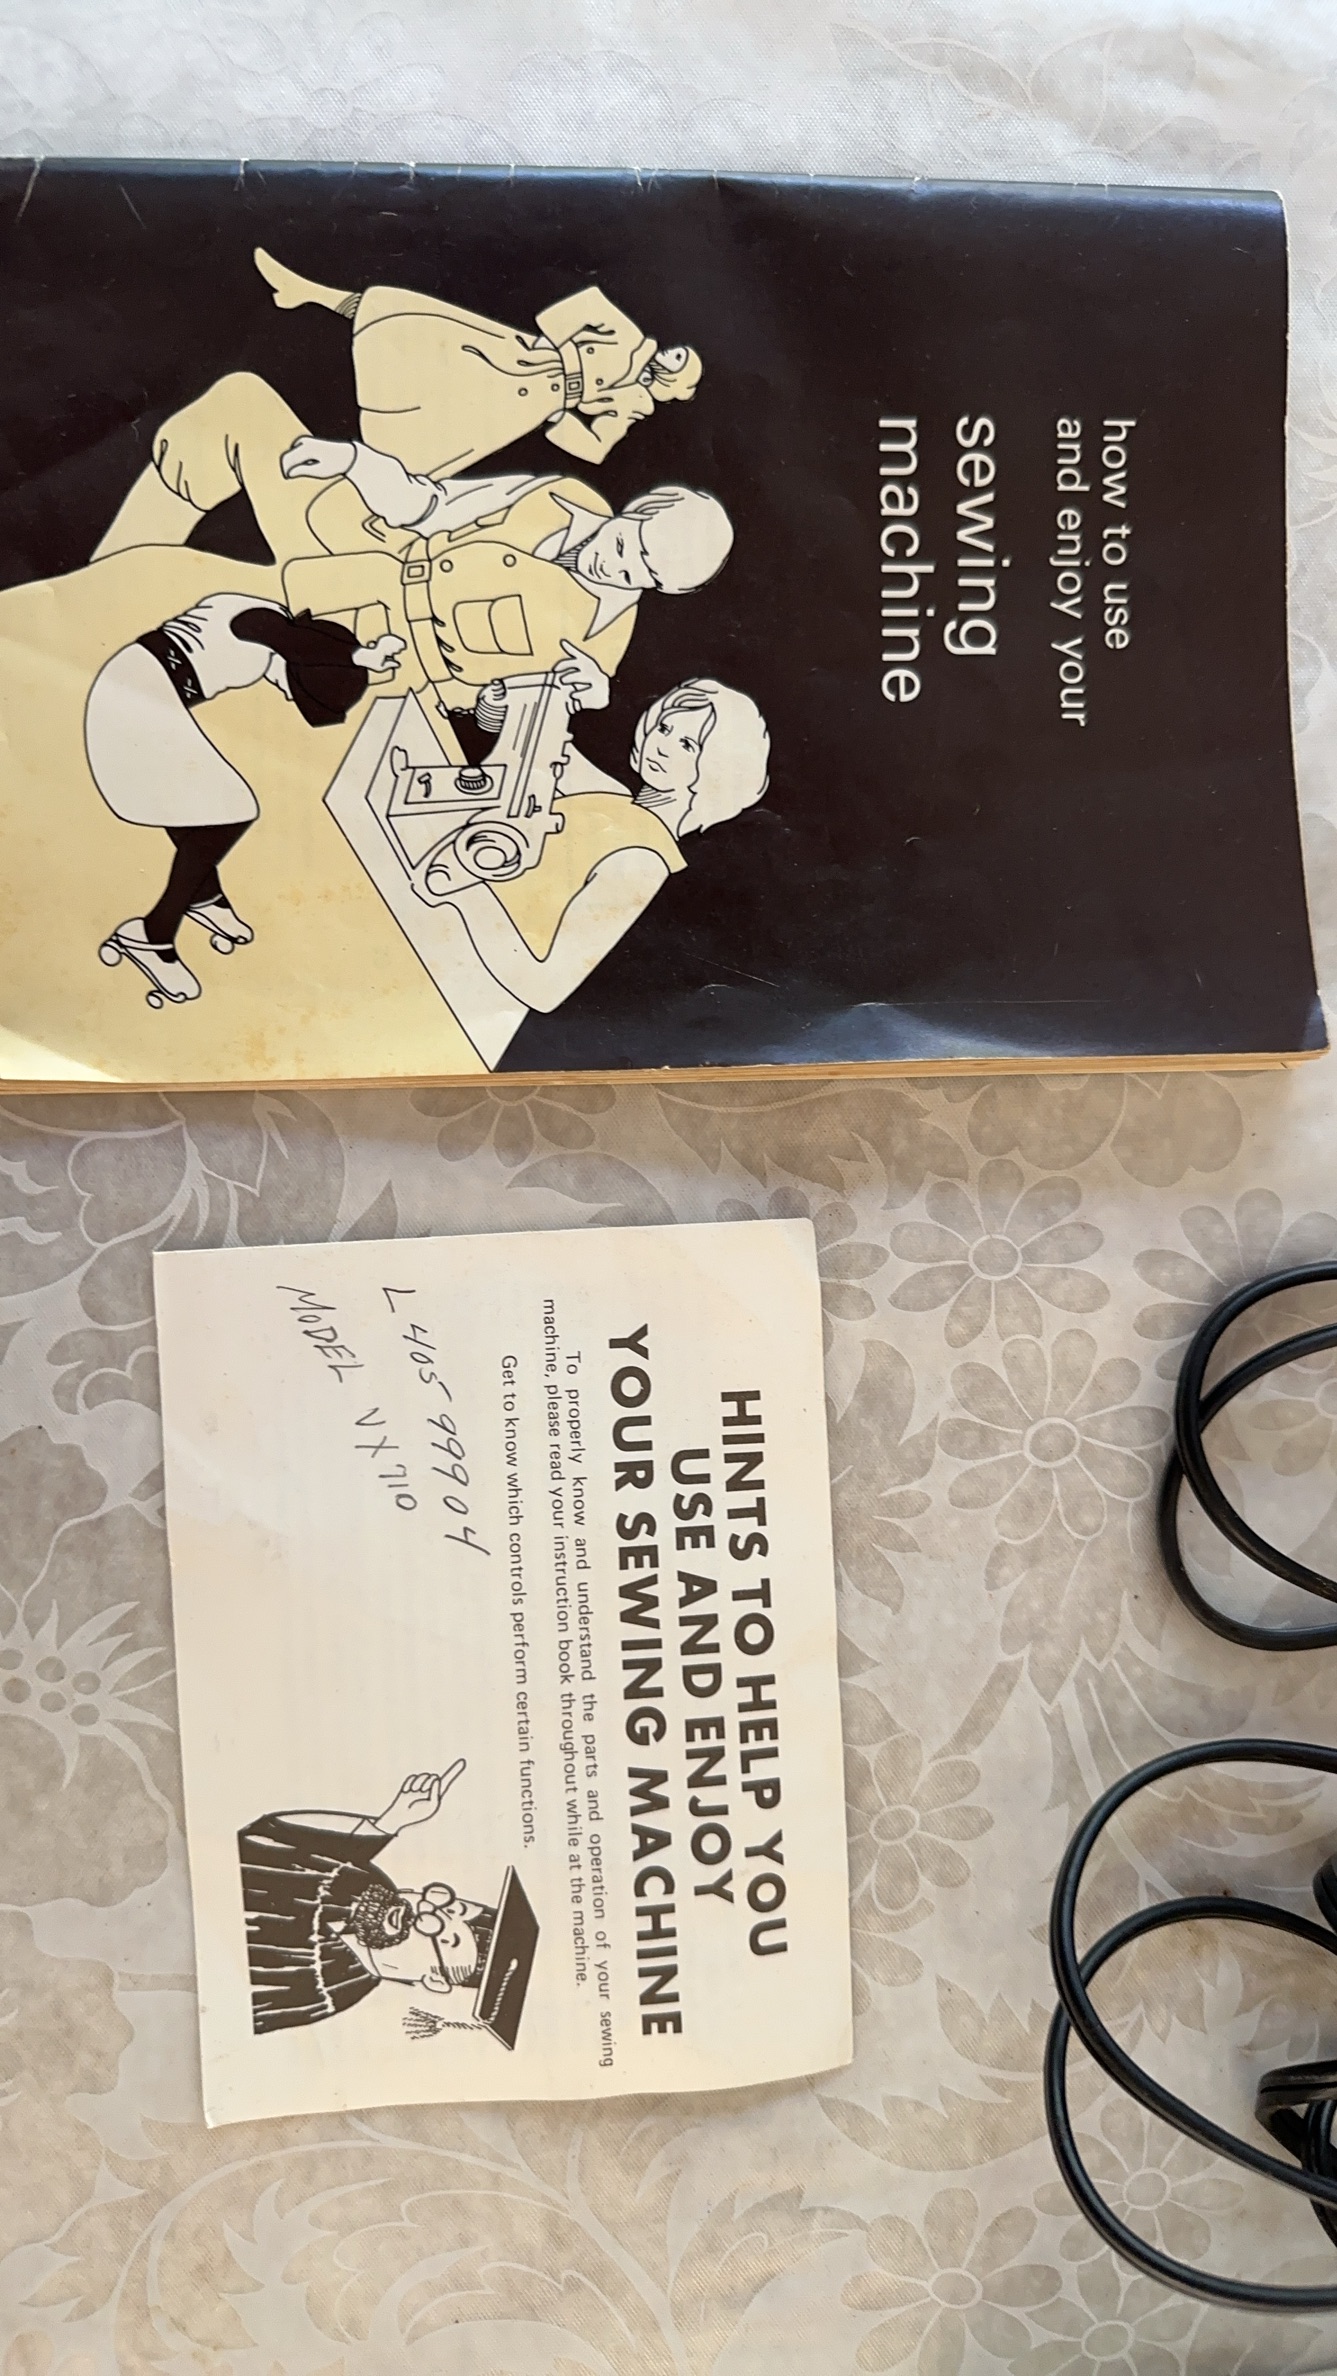 how to use
and enjoy your
sewing
machine
HINTS TO HELP YOU
USE AND ENJOY
YOUR SEWING MACHINE
To properly know and understand the parts and operation of your sewing
machine, please read your instruction book throughout while at the machine.
Get to know which controls perform certain functions.
L 405 99904
MODEL VX710